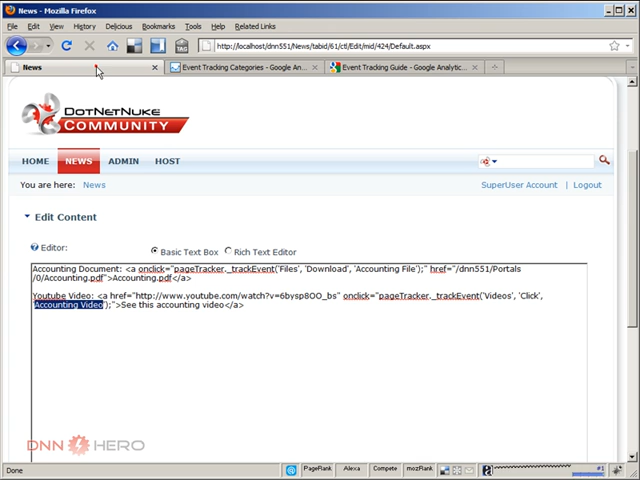 News - Mozilla Firefox
File Edit View History Delicious Bookmarks Tools Help Related Links
http://localhost/dnn551/News/tabid/61/ctl/Edit/mid/424/Default.aspx
News
Event Tracking Categories - Google An...
Event Tracking Guide - Google Analytic...
DOTNETNUKE
COMMUNITY
HOME NEWS ADMIN HOST
You are here: News
SuperUser Account | Logout
Edit Content
Editor:
Basic Text Box Rich Text Editor
Accounting Document: <a onclick="pageTracker._trackEvent('Files', 'Download', 'Accounting File');" href="/dnn551/Portals
/0/Accounting.pdf">Accounting.pdf</a>
Youtube Video: <a href="http://www.youtube.com/watch?v=6bysp8OO_bs" onclick="pageTracker._trackEvent('Videos', 'Click',
'Accounting Video');">See this accounting video</a>
DNN HERO
Done
PageRank Alexa Compete mozRank
#1